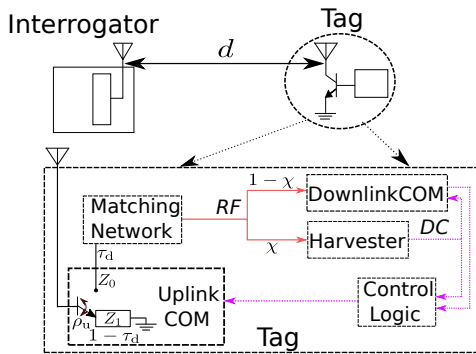 Interrogator
Tag
d
1 − χ
DownlinkCOM
RF
Matching
Network
χ
Harvester
DC
τd
Z0
Uplink
COM
Control
Logic
ρu
Z1
1 − τd
Tag